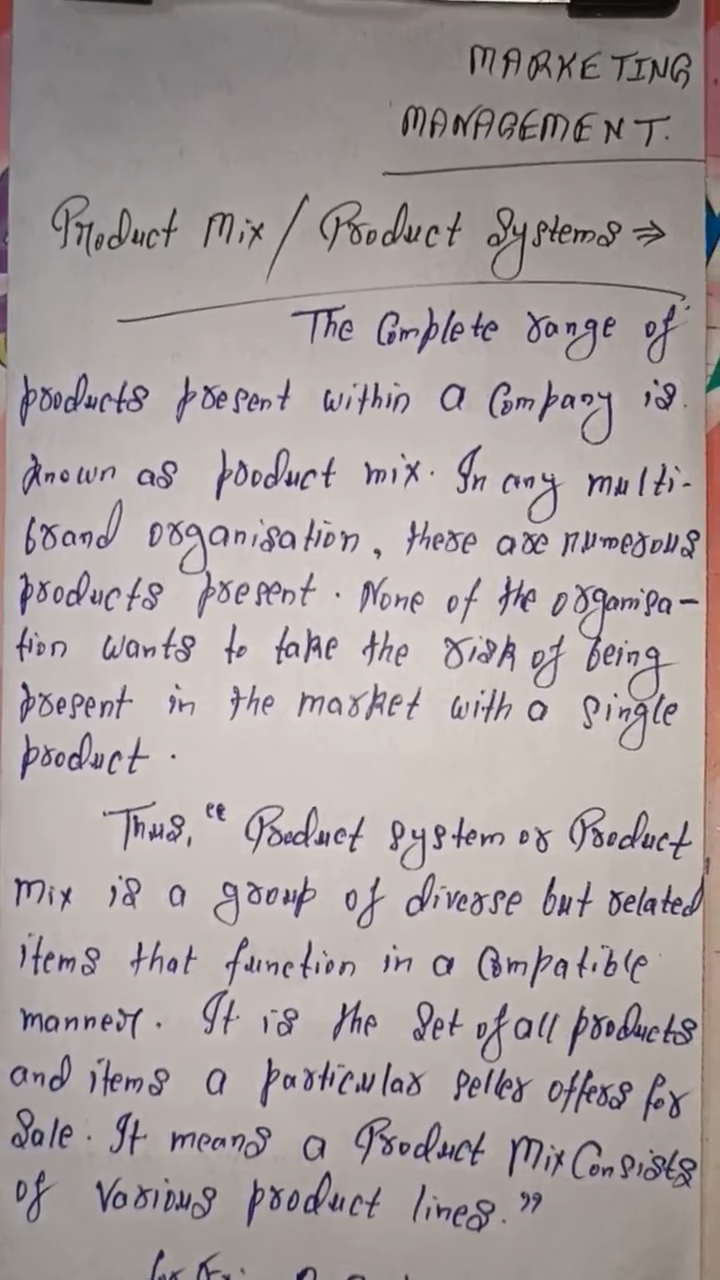 MARKETING
MANAGEMENT.
Product Mix / Product Systems ⇒
The Complete range of
products present within a Company is.
known as product mix. In any multi-
brand organisation, there are numerous
products present. None of the organisa-
tion wants to take the risk of being
present in the market with a single
product.
Thus, “Product system or Product
mix is a group of diverse but related
items that function in a Compatible
manner. It is the Set of all products
and items a particular seller offers for
Sale. It means a Product Mix Consists
of various product lines.”